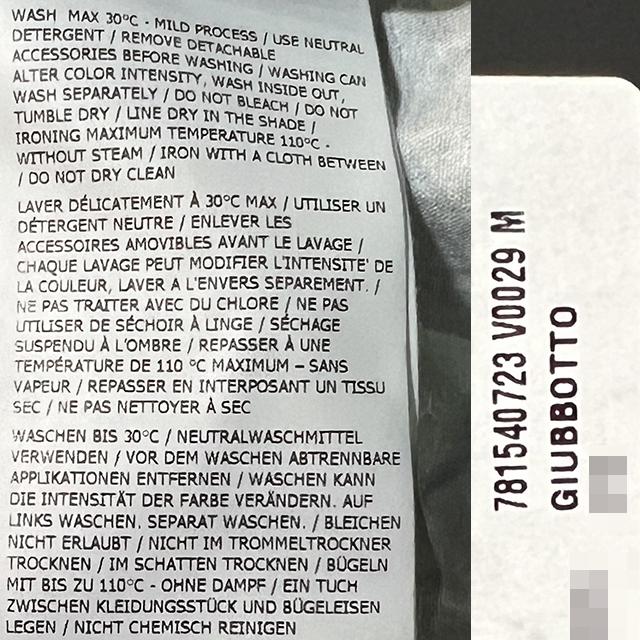 WASH MAX 30°C - MILD PROCESS / USE NEUTRAL
DETERGENT / REMOVE DETACHABLE
ACCESSORIES BEFORE WASHING / WASHING CAN
ALTER COLOR INTENSITY, WASH INSIDE OUT,
WASH SEPARATELY / DO NOT BLEACH / DO NOT
TUMBLE DRY / LINE DRY IN THE SHADE /
IRONING MAXIMUM TEMPERATURE 110°C -
WITHOUT STEAM / IRON WITH A CLOTH BETWEEN
/ DO NOT DRY CLEAN
LAVER DÉLICATEMENT À 30°C MAX / UTILISER UN
DÉTERGENT NEUTRE / ENLEVER LES
ACCESSOIRES AMOVIBLES AVANT LE LAVAGE /
CHAQUE LAVAGE PEUT MODIFIER L'INTENSITE' DE
LA COULEUR, LAVER A L'ENVERS SEPAREMENT. /
NE PAS TRAITER AVEC DU CHLORE / NE PAS
UTILISER DE SÉCHOIR À LINGE / SÉCHAGE
SUSPENDU À L'OMBRE / REPASSER À UNE
TEMPÉRATURE DE 110 °C MAXIMUM – SANS
VAPEUR / REPASSER EN INTERPOSANT UN TISSU
SEC / NE PAS NETTOYER À SEC
WASCHEN BIS 30°C / NEUTRALWASCHMITTEL
VERWENDEN / VOR DEM WASCHEN ABTRENNBARE
APPLIKATIONEN ENTFERNEN / WASCHEN KANN
DIE INTENSITÄT DER FARBE VERÄNDERN. AUF
LINKS WASCHEN, SEPARAT WASCHEN. / BLEICHEN
NICHT ERLAUBT / NICHT IM TROMMELTROCKNER
TROCKNEN / IM SCHATTEN TROCKNEN / BÜGELN
MIT BIS ZU 110°C - OHNE DAMPF / EIN TUCH
ZWISCHEN KLEIDUNGSSTÜCK UND BÜGELEISEN
LEGEN / NICHT CHEMISCH REINIGEN
781540723 V0029 M
GIUBBOTTO